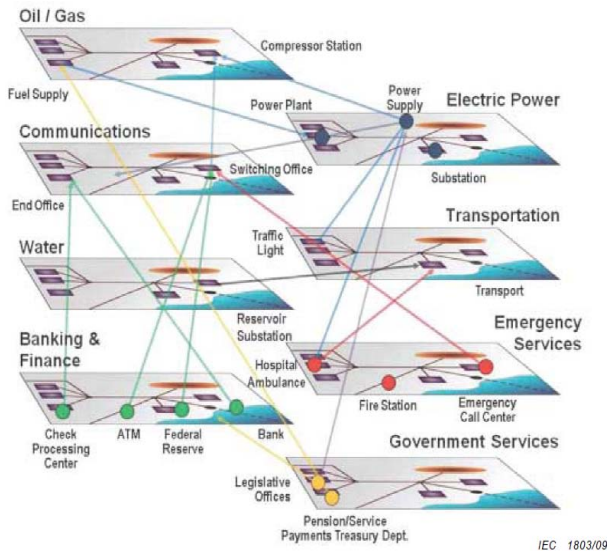 Oil / Gas
Compressor Station
Fuel Supply
Power Plant
Power
Supply
Electric Power
Communications
Substation
Switching Office
End Office
Transportation
Traffic
Light
Water
Transport
Reservoir
Substation
Emergency
Services
Banking &
Finance
Hospital
Ambulance
Fire Station
Emergency
Call Center
Check
Processing
Center
ATM
Federal
Reserve
Bank
Government Services
Legislative
Offices
Pension/Service
Payments Treasury Dept.
IEC 1803/09